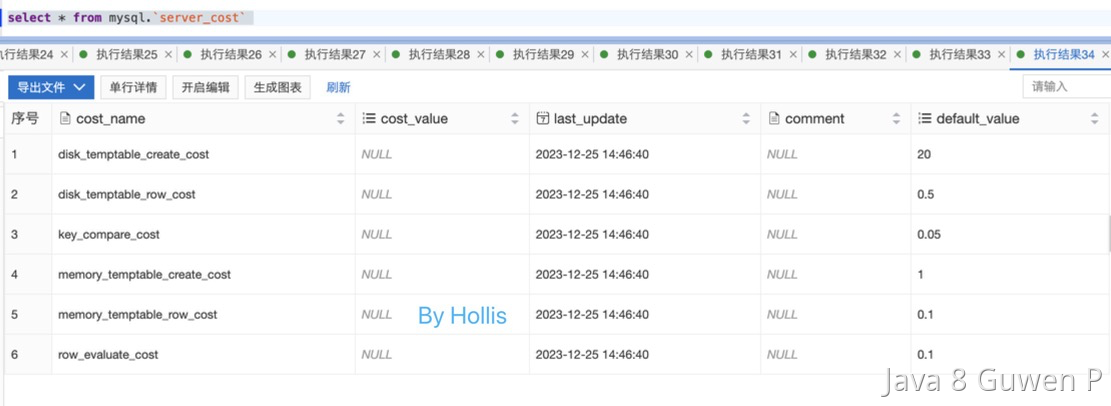 select * from mysql.`server_cost`
执行结果24 × 执行结果25 × 执行结果26 × 执行结果27 × 执行结果28 × 执行结果29 × 执行结果30 × 执行结果31 × 执行结果32 × 执行结果33 × 执行结果34 ×
导出文件 单行详情 开启编辑 生成图表 刷新 请输入
序号 cost_name cost_value last_update comment default_value
1 disk_temptable_create_cost NULL 2023-12-25 14:46:40 NULL 20
2 disk_temptable_row_cost NULL 2023-12-25 14:46:40 NULL 0.5
3 key_compare_cost NULL 2023-12-25 14:46:40 NULL 0.05
4 memory_temptable_create_cost NULL 2023-12-25 14:46:40 NULL 1
5 memory_temptable_row_cost NULL 2023-12-25 14:46:40 NULL 0.1
By Hollis
6 row_evaluate_cost NULL 2023-12-25 14:46:40 NULL 0.1
Java 8 Guwen P